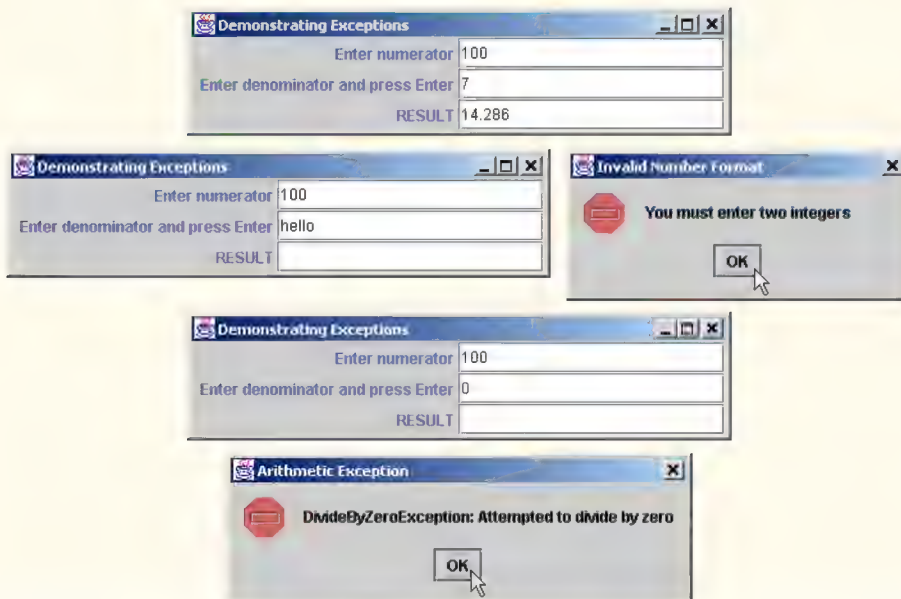 Demonstrating Exceptions
Enter numerator 100
Enter denominator and press Enter 7
RESULT 14.286
Demonstrating Exceptions
Enter numerator 100
Enter denominator and press Enter hello
RESULT
Invalid Number Format
You must enter two integers
OK
Demonstrating Exceptions
Enter numerator 100
Enter denominator and press Enter 0
RESULT
Arithmetic Exception
DivideByZeroException: Attempted to divide by zero
OK